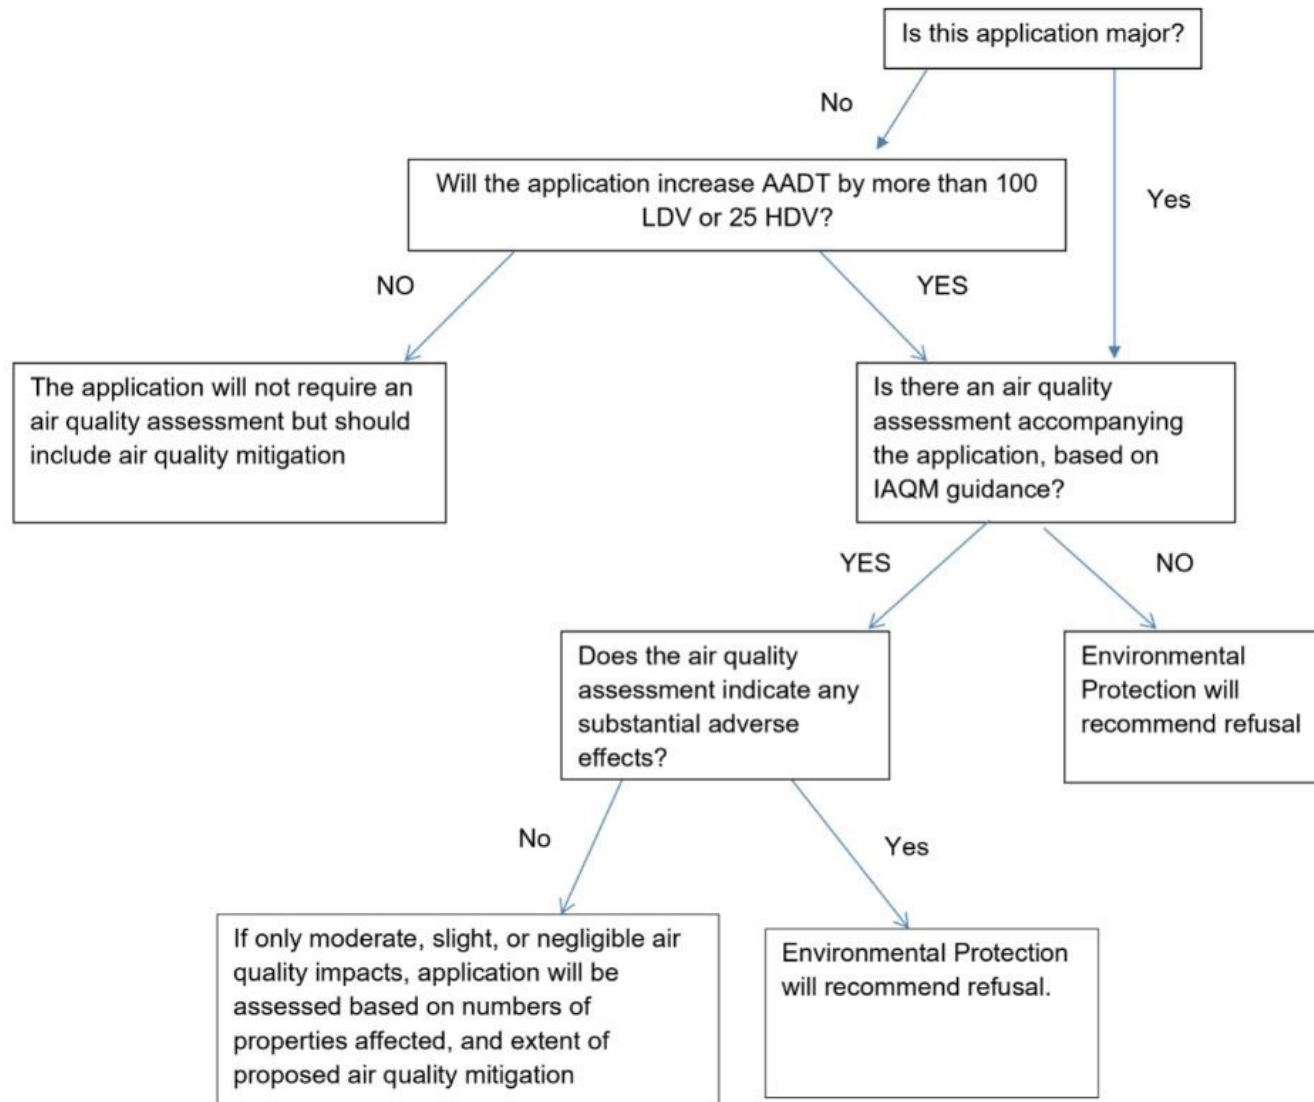 Is this application major?
No
Yes
Will the application increase AADT by more than 100
LDV or 25 HDV?
NO
YES
The application will not require an
air quality assessment but should
include air quality mitigation
Is there an air quality
assessment accompanying
the application, based on
IAQM guidance?
YES
NO
Does the air quality
assessment indicate any
substantial adverse
effects?
Environmental
Protection will
recommend refusal
No
Yes
If only moderate, slight, or negligible air
quality impacts, application will be
assessed based on numbers of
properties affected, and extent of
proposed air quality mitigation
Environmental Protection
will recommend refusal.